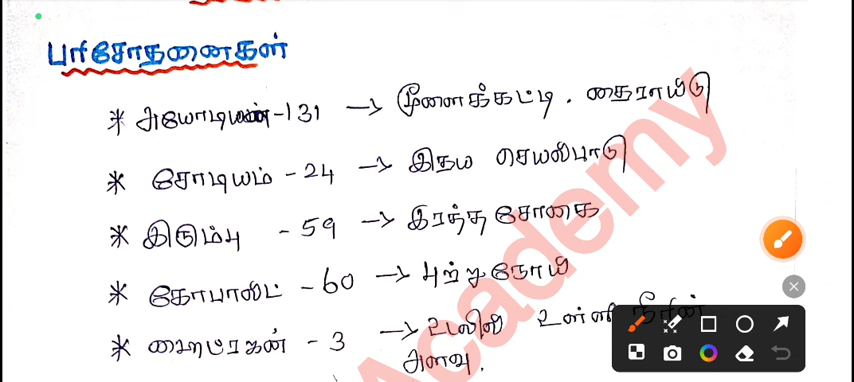 பரிசோதனைகள்
* அயோடின்-131 → மூளைக்கட்டி . தைராய்டு
* சோடியம் - 24 → இதய செயல்பாடு
* இரும்பு - 59 → இரத்த சோகை
* கோபால்ட் - 60 → புற்றுநோய்
* ஹைட்ரஜன் - 3 → உடலில் உள்ள நீரின்
அளவு.
Academy